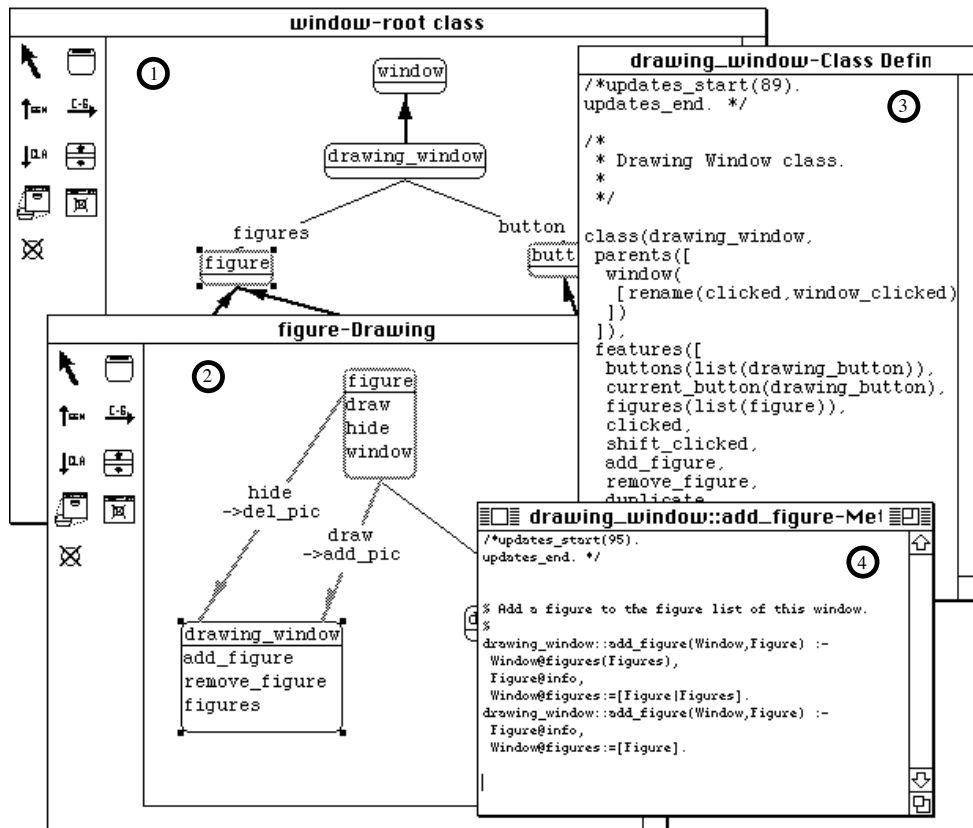 window-root class
1
window
drawing_window
figures
button
figure
butt
C-G
CLA
figure-Drawing
2
figure
draw
hide
window
hide
->del_pic
draw
->add_pic
drawing_window
add_figure
remove_figure
figures
d
C-G
CLA
drawing_window-Class Defin
3
/*updates_start(89).
updates_end. */
/*
* Drawing Window class.
*
*/
class(drawing_window,
parents([
window(
[rename(clicked,window_clicked)
])
]),
features([
buttons(list(drawing_button)),
current_button(drawing_button),
figures(list(figure)),
clicked,
shift_clicked,
add_figure,
remove_figure,
duplicate
drawing_window::add_figure-Met
4
/*updates_start(95).
updates_end. */
% Add a figure to the figure list of this window.
%
drawing_window::add_figure(Window,Figure) :-
Window@figures(Figures),
Figure@info,
Window@figures:=[Figure|Figures].
drawing_window::add_figure(Window,Figure) :-
Figure@info,
Window@figures:=[Figure].